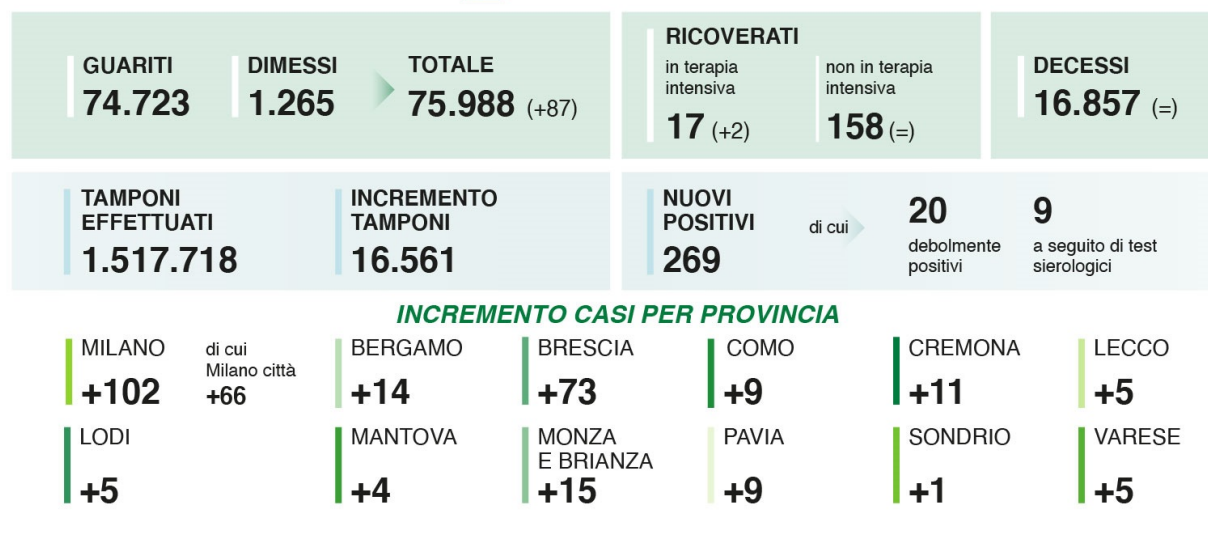 GUARITI
74.723
DIMESSI
1.265
TOTALE
75.988 (+87)
RICOVERATI
in terapia
intensiva
17 (+2)
non in terapia
intensiva
158 (=)
DECESSI
16.857 (=)
TAMPONI
EFFETTUATI
1.517.718
INCREMENTO
TAMPONI
16.561
NUOVI
POSITIVI
269
di cui
20
debolmente
positivi
9
a seguito di test
sierologici
INCREMENTO CASI PER PROVINCIA
MILANO
+102
di cui
Milano città
+66
BERGAMO
+14
BRESCIA
+73
COMO
+9
CREMONA
+11
LECCO
+5
LODI
+5
MANTOVA
+4
MONZA
E BRIANZA
+15
PAVIA
+9
SONDRIO
+1
VARESE
+5